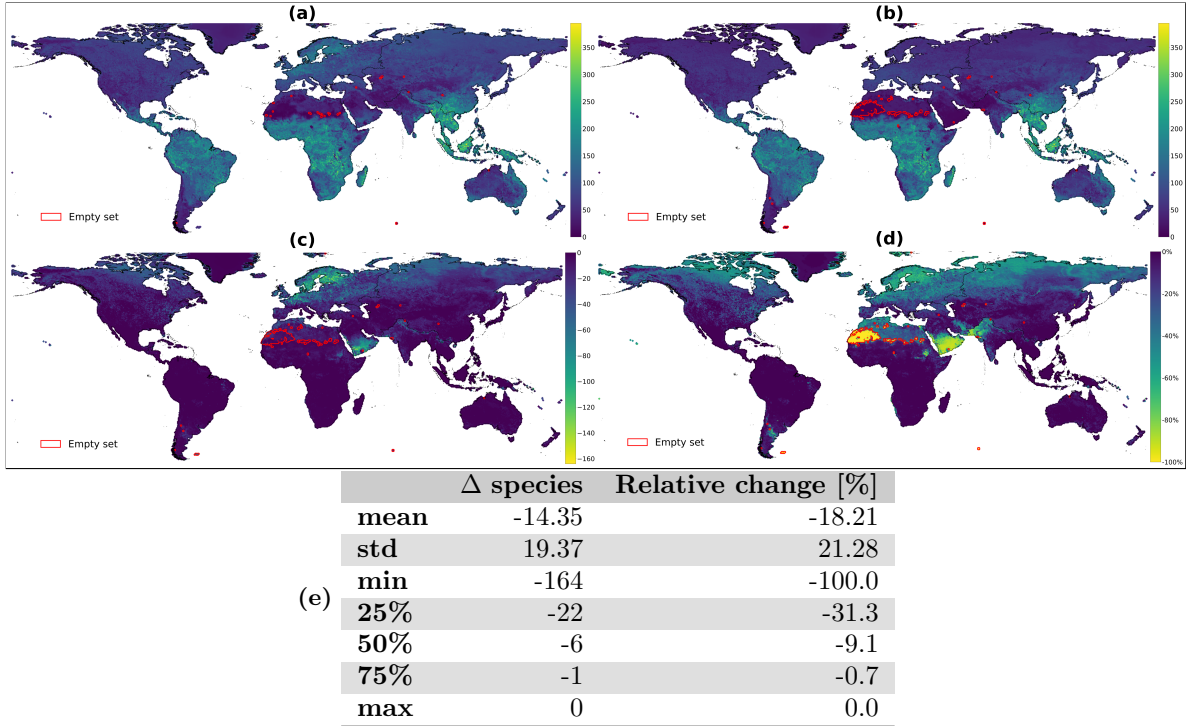 (a)
350
300
250
200
150
100
50
0
Empty set
(b)
350
300
250
200
150
100
50
0
Empty set
(c)
0
−20
−40
−60
−80
−100
−120
−140
−160
Empty set
(d)
0%
-20%
-40%
-60%
-80%
-100%
Empty set
(e)
Δ species Relative change [%]
mean -14.35 -18.21
std 19.37 21.28
min -164 -100.0
25% -22 -31.3
50% -6 -9.1
75% -1 -0.7
max 0 0.0